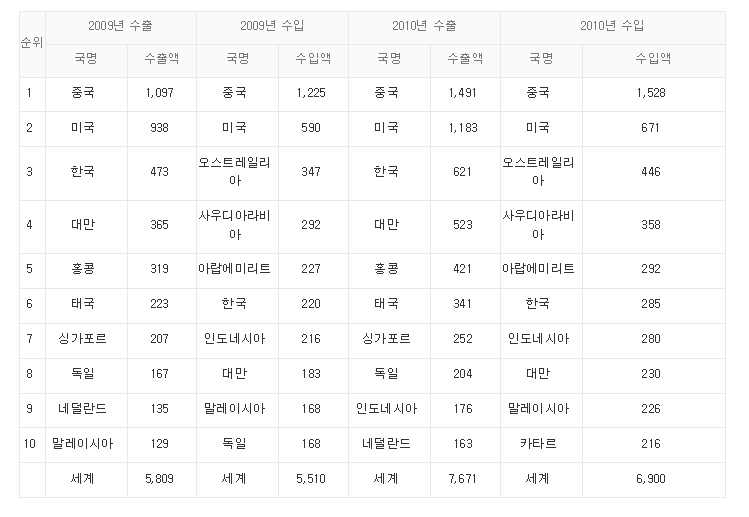 순위 2009년 수출 2009년 수입 2010년 수출 2010년 수입
국명 수출액 국명 수입액 국명 수출액 국명 수입액
1 중국 1,097 중국 1,225 중국 1,491 중국 1,528
2 미국 938 미국 590 미국 1,183 미국 671
3 한국 473 오스트레일리아 347 한국 621 오스트레일리아 446
4 대만 365 사우디아라비아 292 대만 523 사우디아라비아 358
5 홍콩 319 아랍에미리트 227 홍콩 421 아랍에미리트 292
6 태국 223 한국 220 태국 341 한국 285
7 싱가포르 207 인도네시아 216 싱가포르 252 인도네시아 280
8 독일 167 대만 183 독일 204 대만 230
9 네덜란드 135 말레이시아 168 인도네시아 176 말레이시아 226
10 말레이시아 129 독일 168 네덜란드 163 카타르 216
세계 5,809 세계 5,510 세계 7,671 세계 6,900